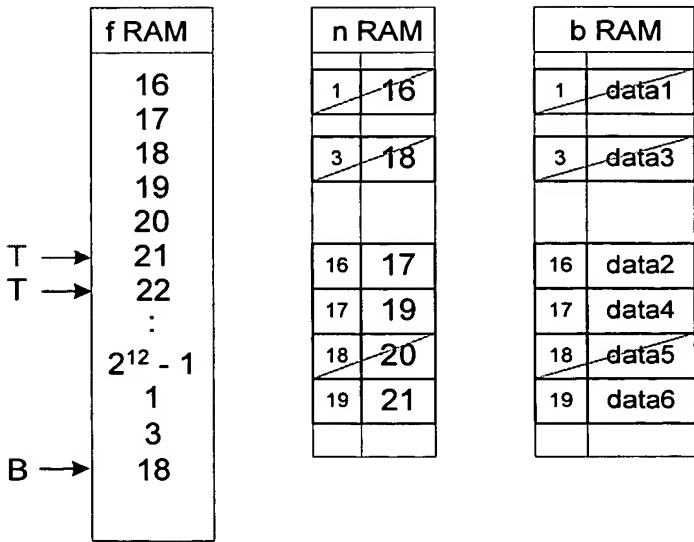 f RAM n RAM b RAM
16 1 16 1 data1
17
18 3 18 3 data3
19
20
T 21 16 17 16 data2
T 22 17 19 17 data4
:
2¹² - 1 18 20 18 data5
1 19 21 19 data6
3
B 18